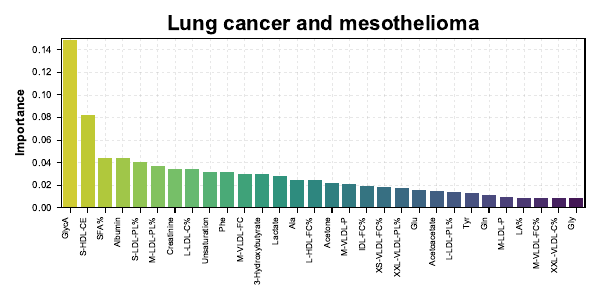 Lung cancer and mesothelioma
Importance
0.14
0.12
0.10
0.08
0.06
0.04
0.02
0.00
GlycA
S-HDL-CE
SFA%
Albumin
S-LDL-PL%
M-LDL-PL%
Creatinine
L-LDL-C%
Unsaturation
Phe
M-VLDL-FC
3-Hydroxybutyrate
Lactate
Ala
L-HDL-FC%
Acetone
M-VLDL-P
IDL-FC%
XS-VLDL-FC%
XXL-VLDL-PL%
Glu
Acetoacetate
L-LDL-PL%
Tyr
Gln
M-LDL-P
LA%
M-VLDL-FC%
XXL-VLDL-C%
Gly